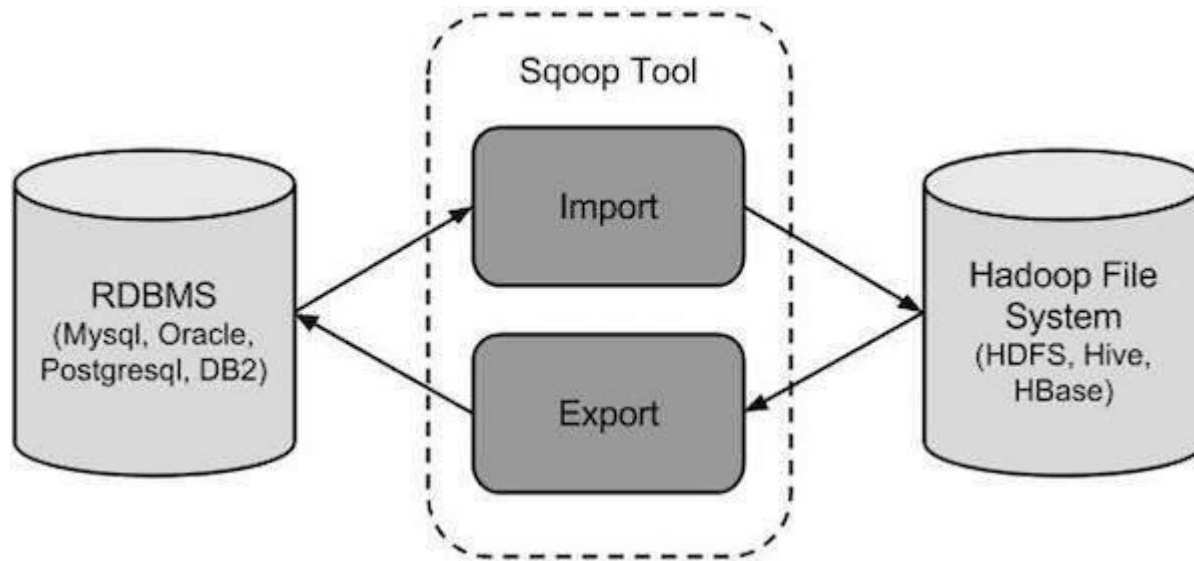 Sqoop Tool
Import
Export
RDBMS
(Mysql, Oracle,
Postgresql, DB2)
Hadoop File
System
(HDFS, Hive,
HBase)